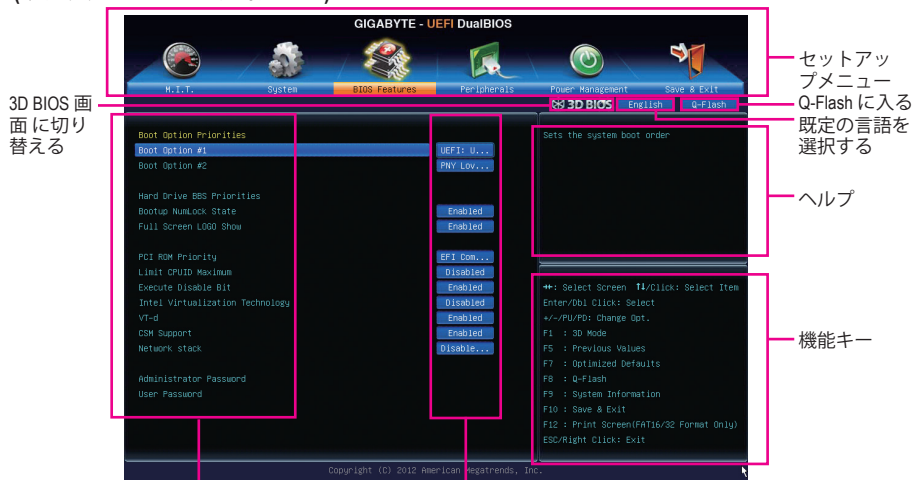 GIGABYTE - UEFI DualBIOS
M.I.T.
System
BIOS Features
Peripherals
Power Management
Save & Exit
セットアッ
プメニュー
3D BIOS
English
Q-Flash
Q-Flash に入る
既定の言語を
選択する
3D BIOS 画
面 に切り
替える
Boot Option Priorities
Boot Option #1 UEFI: U...
Boot Option #2 PNY Lov...
Hard Drive BBS Priorities
Bootup NumLock State Enabled
Full Screen LOGO Show Enabled
PCI ROM Priority EFI Com...
Limit CPUID Maximum Disabled
Execute Disable Bit Enabled
Intel Virtualization Technology Disabled
VT-d Enabled
CSM Support Enabled
Network stack Disable...
Administrator Password
User Password
Sets the system boot order
ヘルプ
→←: Select Screen ↑↓/Click: Select Item
Enter/Dbl Click: Select
+/-/PU/PD: Change Opt.
F1 : 3D Mode
F5 : Previous Values
F7 : Optimized Defaults
F8 : Q-Flash
F9 : System Information
F10 : Save & Exit
F12 : Print Screen(FAT16/32 Format Only)
ESC/Right Click: Exit
機能キー
Copyright (C) 2012 American Megatrends, Inc.